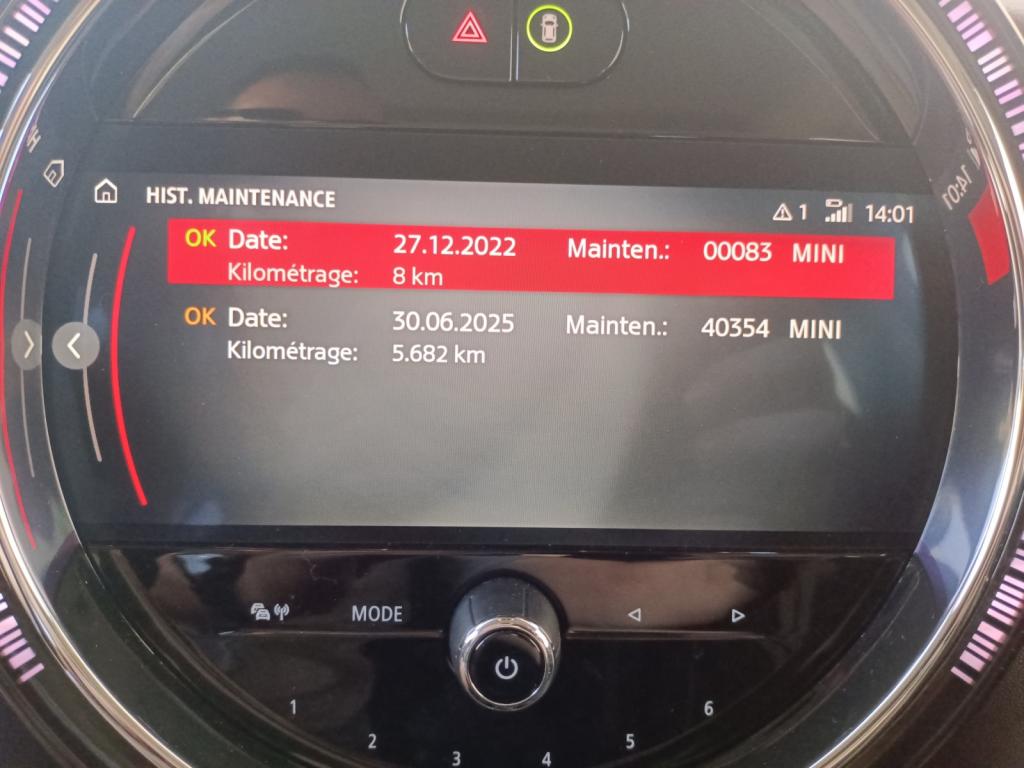 HIST. MAINTENANCE
1 14:01
OK Date: 27.12.2022 Mainten.: 00083 MINI
Kilométrage: 8 km
OK Date: 30.06.2025 Mainten.: 40354 MINI
Kilométrage: 5.682 km
MODE
1 2 3 4 5 6